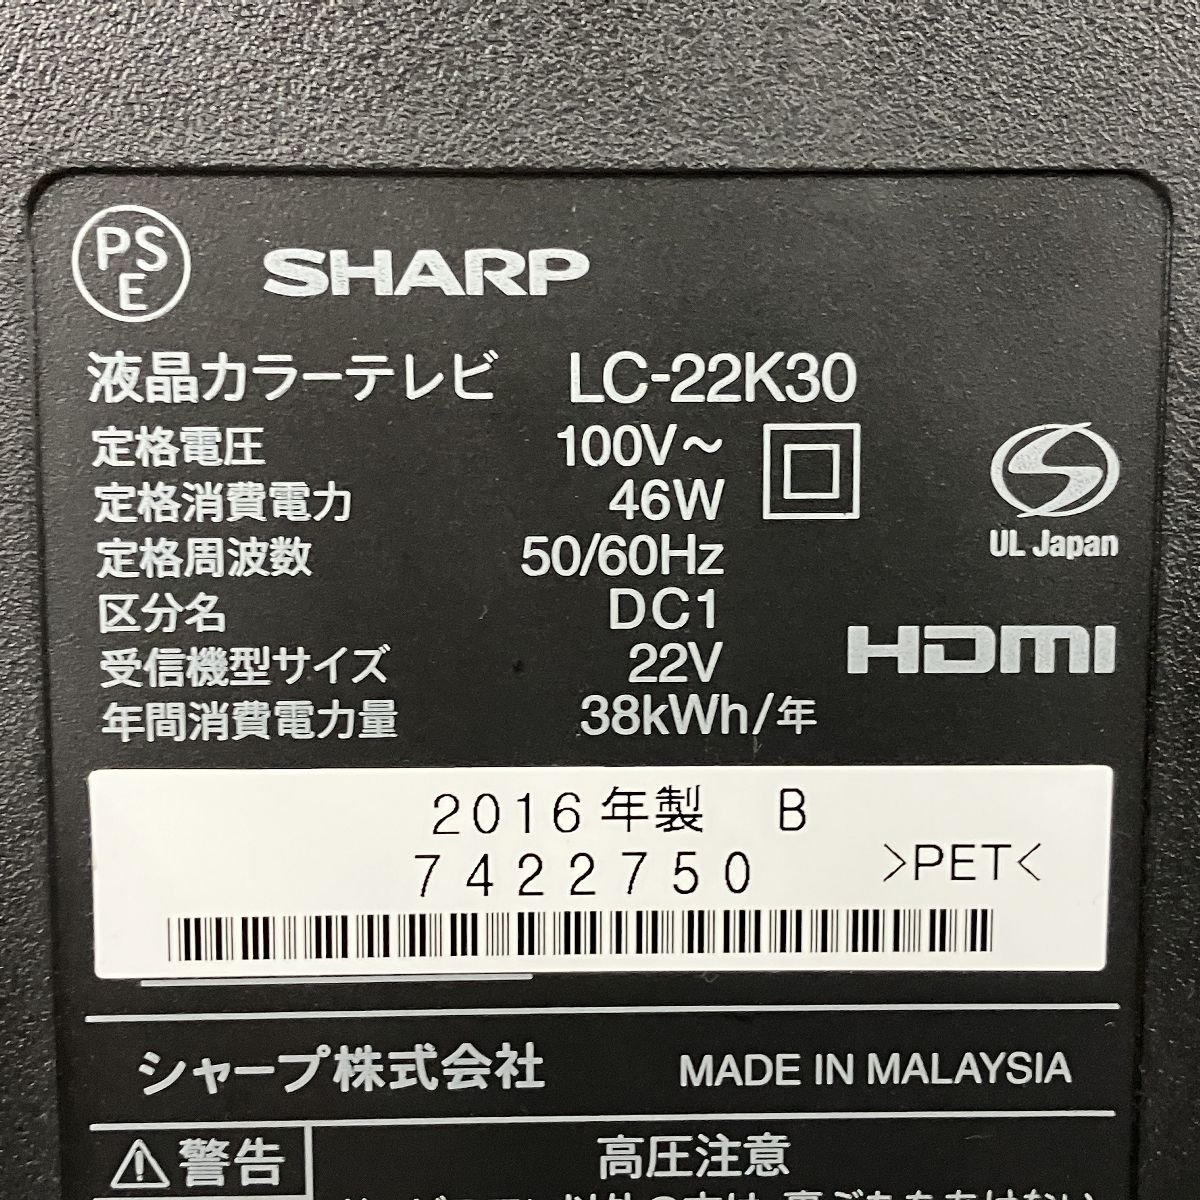 PS
E
SHARP
液晶カラーテレビ LC-22K30
定格電圧 100V～
定格消費電力 46W
定格周波数 50/60Hz
区分名 DC1
受信機型サイズ 22V
年間消費電力量 38kWh/年
UL Japan
HDMI
2016年製 B
7422750
>PET<
シャープ株式会社 MADE IN MALAYSIA
⚠警告 高圧注意